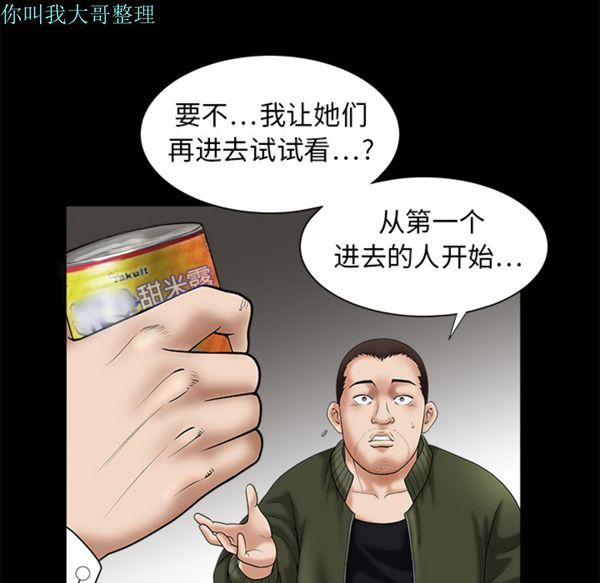 你叫我大哥整理
要不...我让她们
再进去试试看...?
从第一个
进去的人开始...
Yakult
甜米露